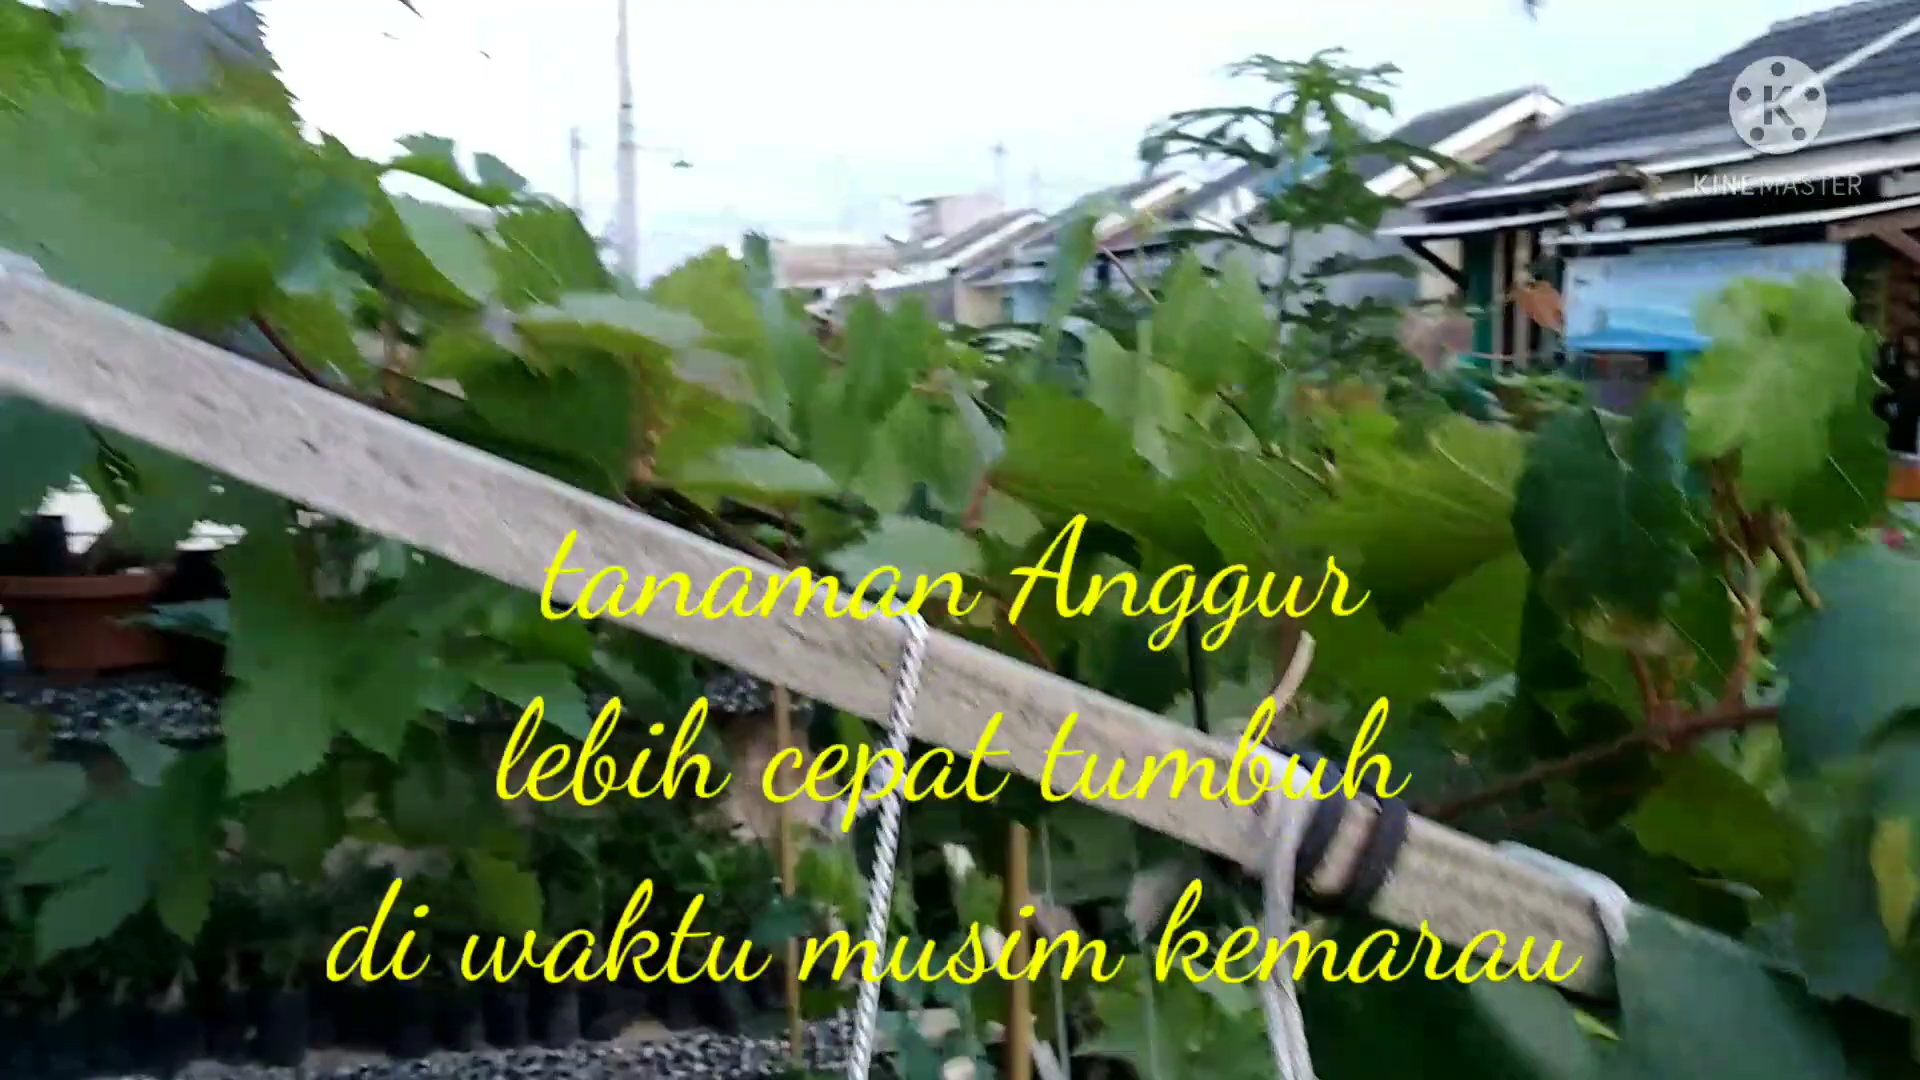 K
KINEMASTER
tanaman Anggur
lebih cepat tumbuh
di waktu musim kemarau